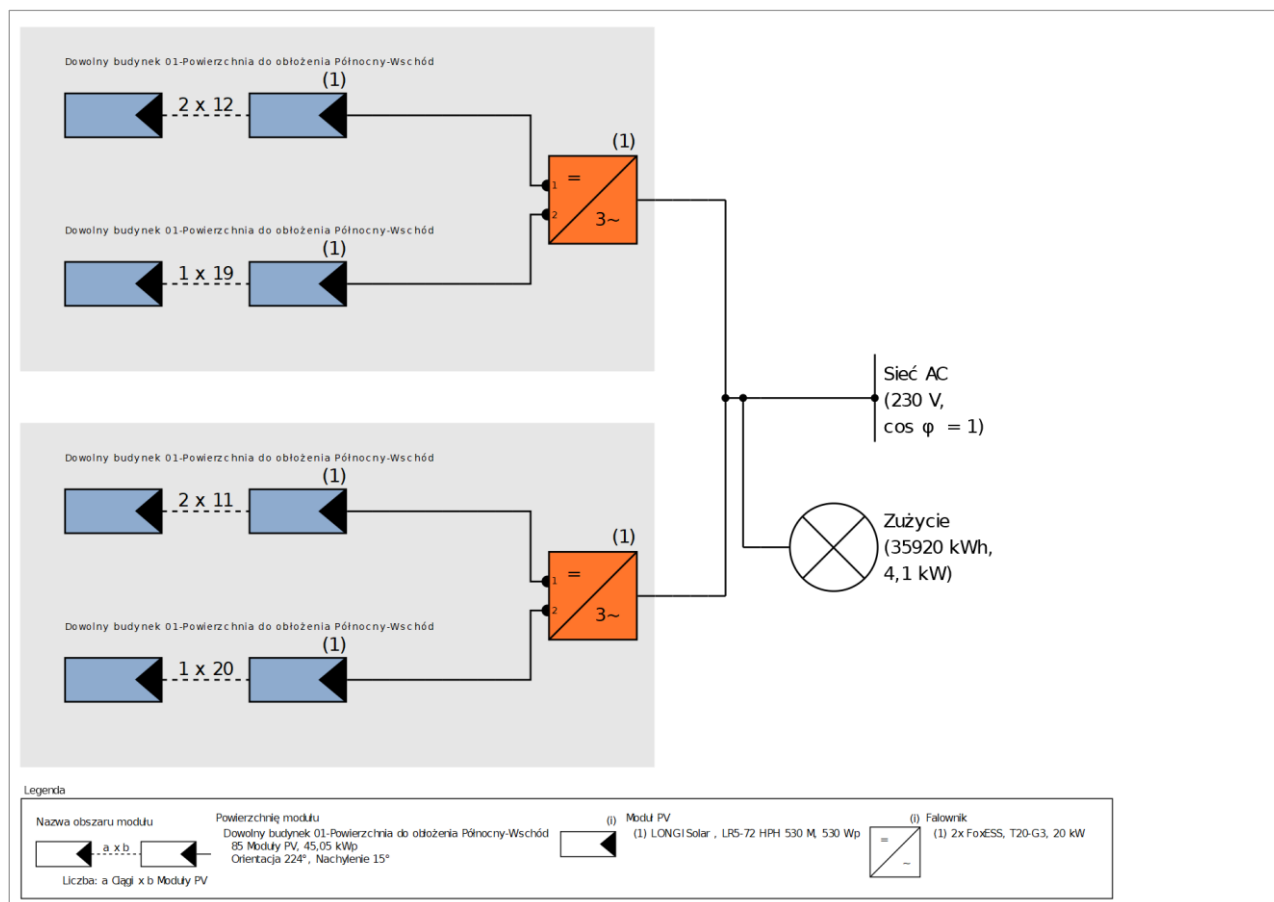 Dowolny budynek 01-Powierzchnia do obłożenia Północny-Wschód
(1)
2 x 12
(1)
1
=
2
3~
Dowolny budynek 01-Powierzchnia do obłożenia Północny-Wschód
(1)
1 x 19
Sieć AC
(230 V,
cos φ = 1)
Dowolny budynek 01-Powierzchnia do obłożenia Północny-Wschód
(1)
2 x 11
(1)
1
=
2
3~
Zużycie
(35920 kWh,
4,1 kW)
Dowolny budynek 01-Powierzchnia do obłożenia Północny-Wschód
(1)
1 x 20
Legenda
Nazwa obszaru modułu
a x b
Liczba: a Ciągi x b Moduły PV
Powierzchnię modułu
Dowolny budynek 01-Powierzchnia do obłożenia Północny-Wschód
85 Moduły PV, 45,05 kWp
Orientacja 224°, Nachylenie 15°
(i) Moduł PV
(1) LONGI Solar , LR5-72 HPH 530 M, 530 Wp
(i) Falownik
= ~
(1) 2x FoxESS, T20-G3, 20 kW